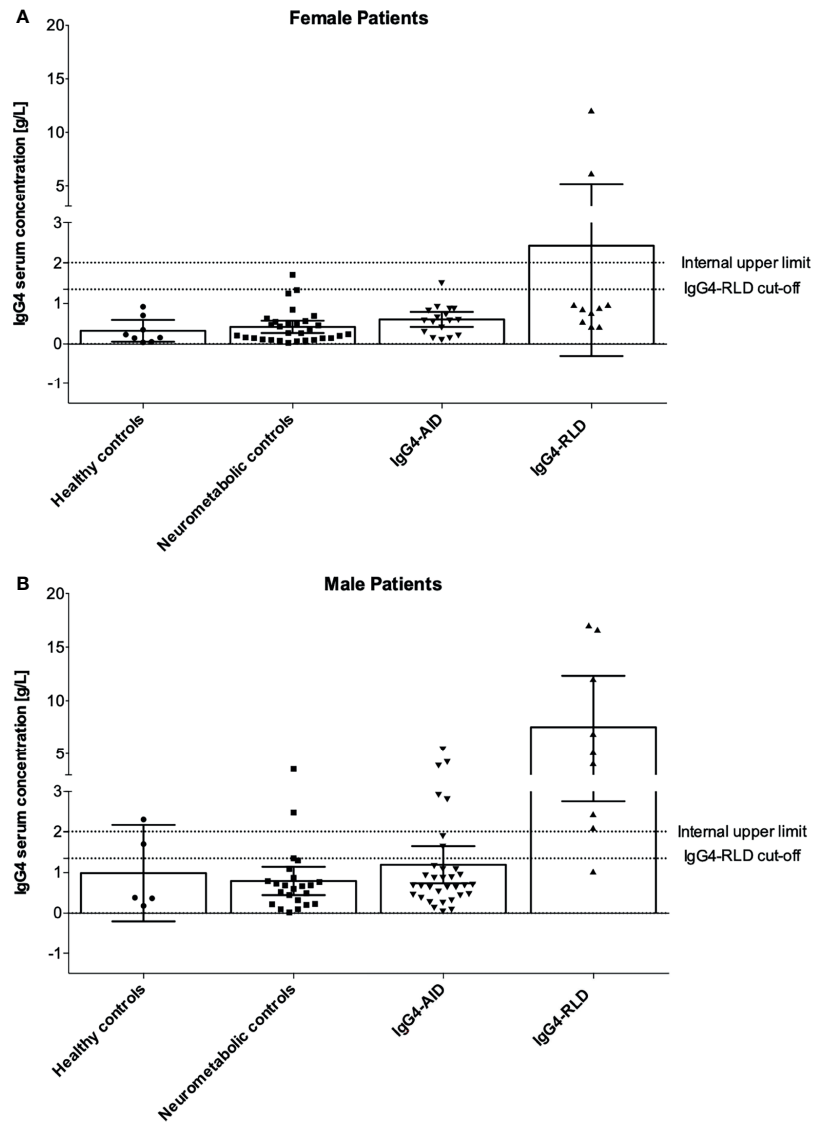 A
Female Patients
20
15
10
5
3
2
1
0
-1
IgG4 serum concentration [g/L]
Internal upper limit
IgG4-RLD cut-off
Healthy controls
Neurometabolic controls
IgG4-AID
IgG4-RLD
B
Male Patients
20
15
10
5
3
2
1
0
-1
IgG4 serum concentration [g/L]
Internal upper limit
IgG4-RLD cut-off
Healthy controls
Neurometabolic controls
IgG4-AID
IgG4-RLD